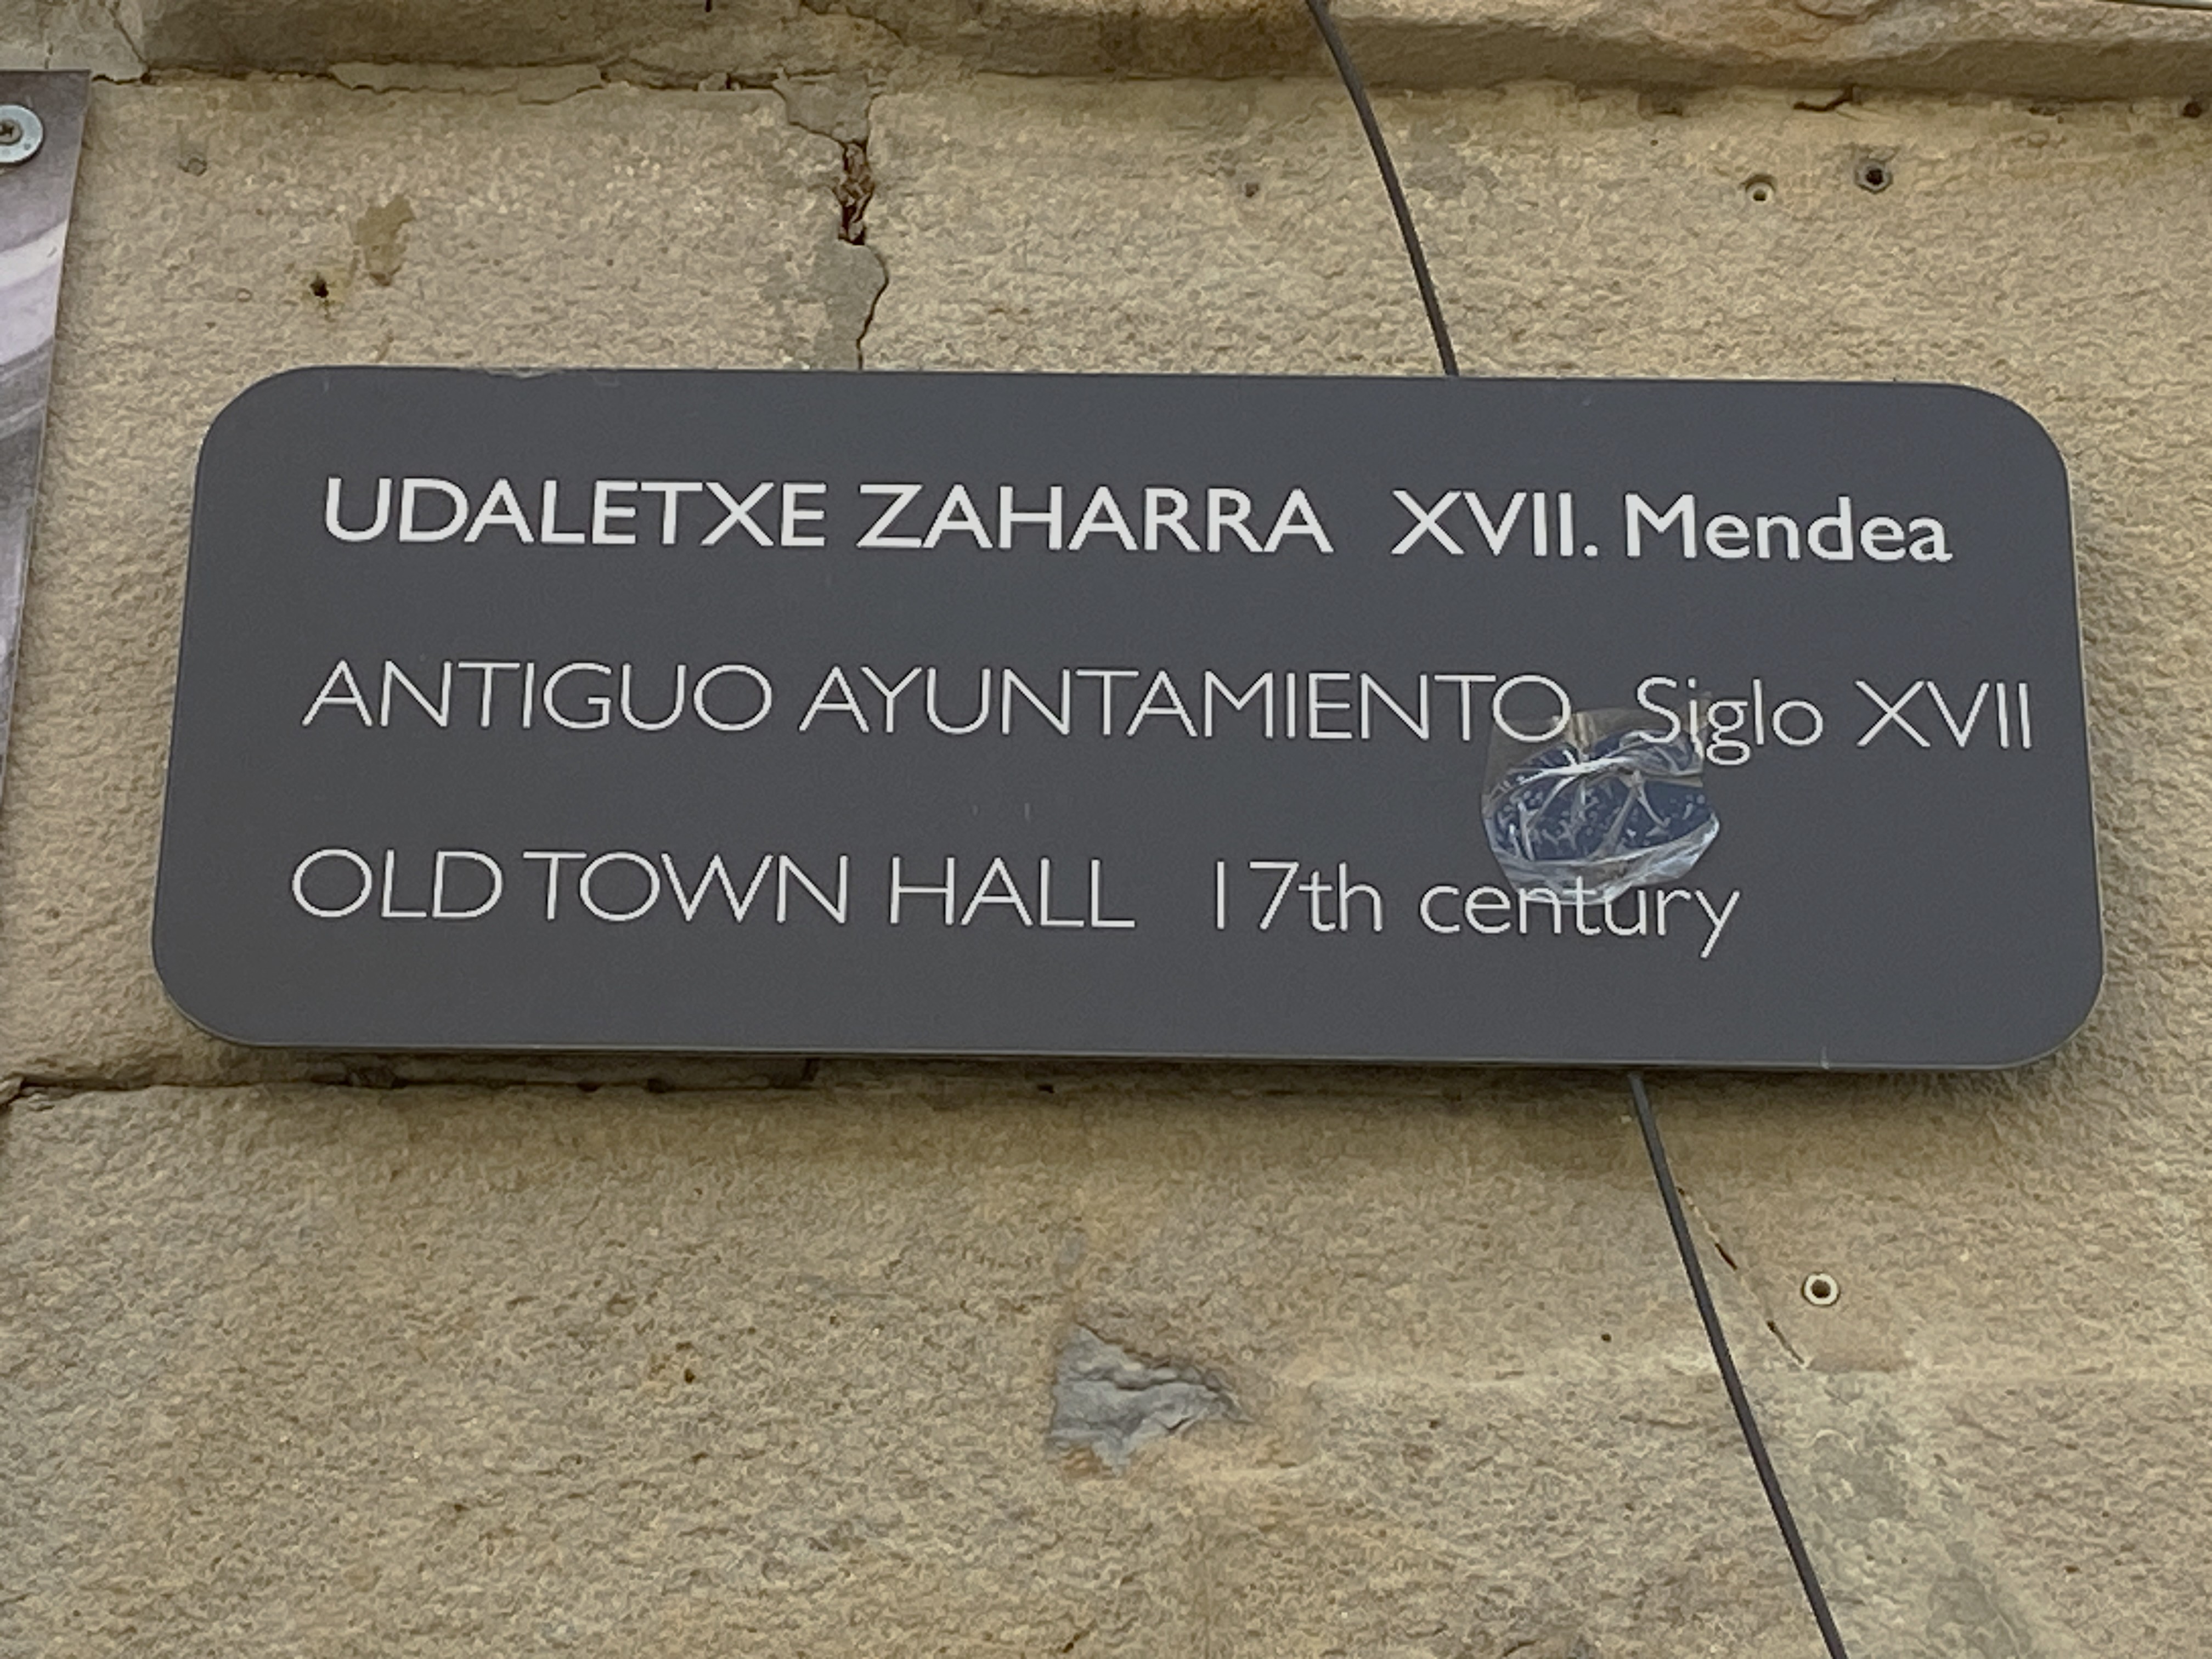 UDALETXE ZAHARRA XVII. Mendea
ANTIGUO AYUNTAMIENTO Siglo XVII
OLD TOWN HALL 17th century